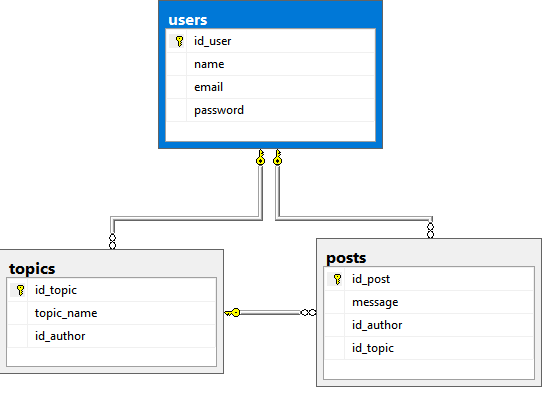 users
id_user
name
email
password
topics
id_topic
topic_name
id_author
posts
id_post
message
id_author
id_topic